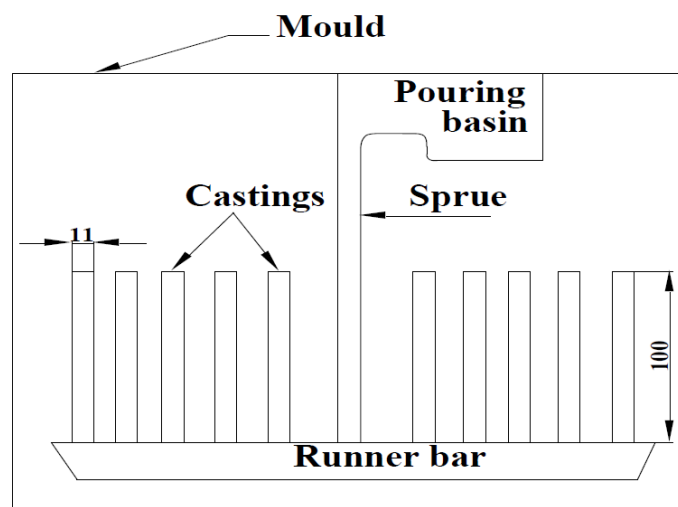 Mould
Pouring
basin
Castings
Sprue
11
100
Runner bar